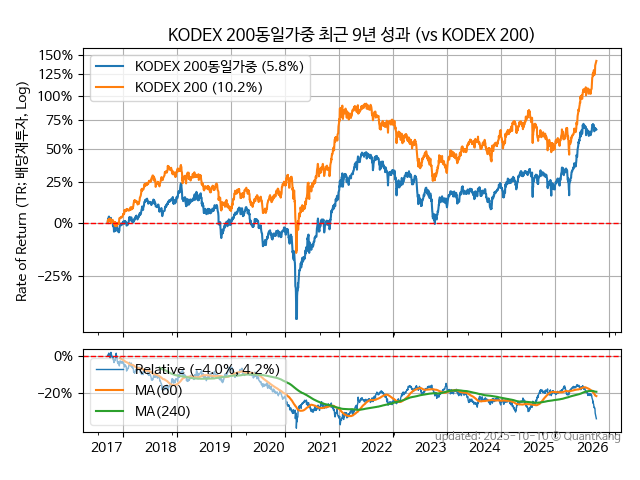 KODEX 200동일가중 최근 9년 성과 (vs KODEX 200)
Rate of Return (TR: 배당재투자, Log)
150%
125%
100%
75%
50%
25%
0%
−25%
KODEX 200동일가중 (5.8%)
KODEX 200 (10.2%)
0%
−20%
Relative (−4.0%, 4.2%)
MA(60)
MA(240)
2017 2018 2019 2020 2021 2022 2023 2024 2025 2026
updated: 2025-10-10 © QuantKang